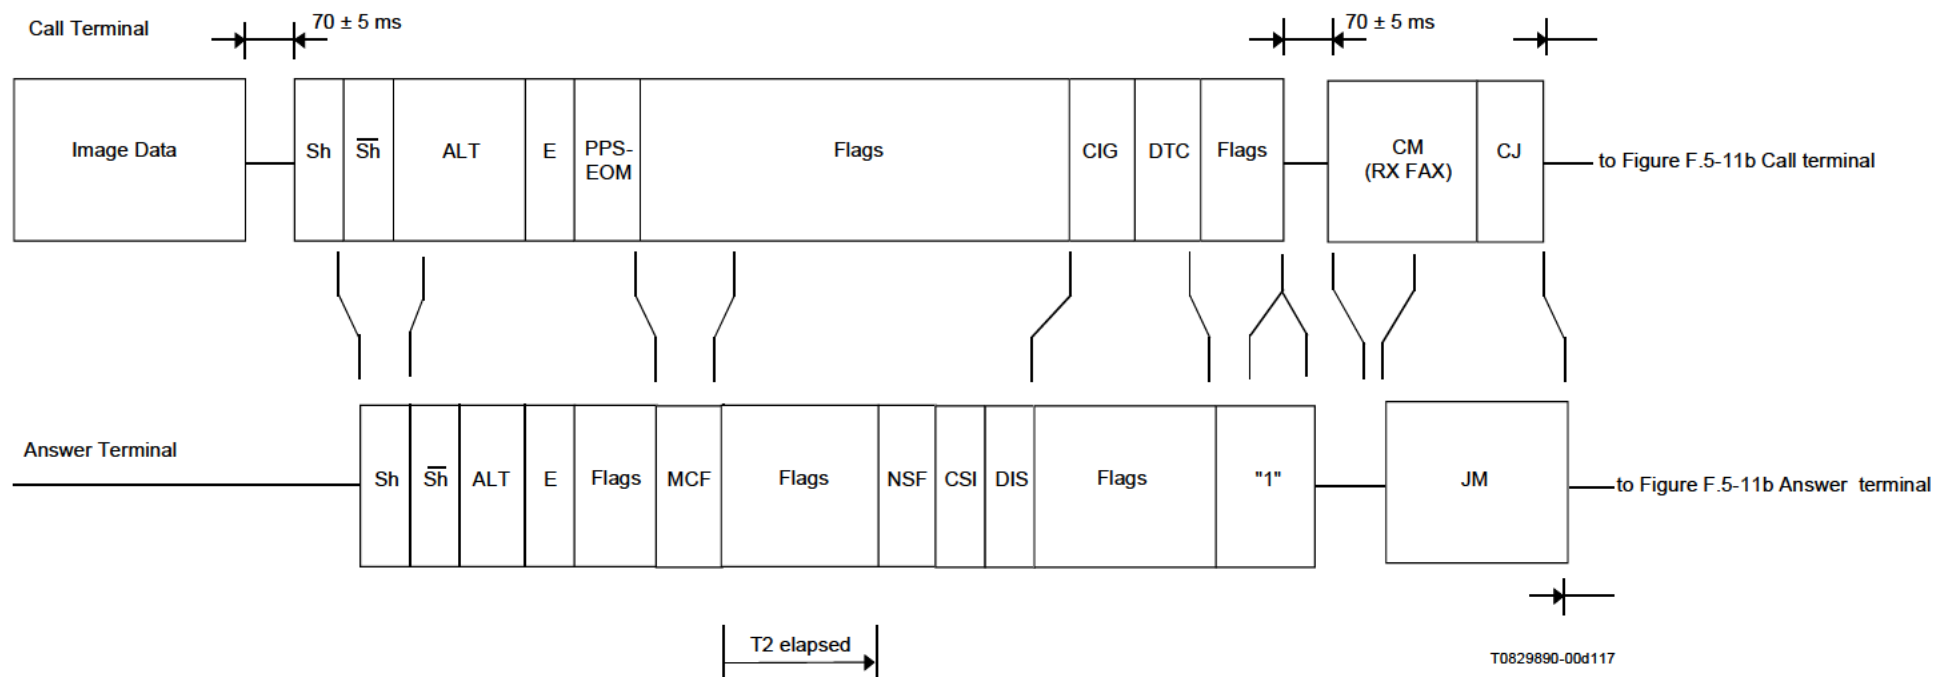 Call Terminal
70 ± 5 ms
70 ± 5 ms
Image Data
Sh
S̅h̅
ALT
E
PPS-
EOM
Flags
CIG
DTC
Flags
CM
(RX FAX)
CJ
to Figure F.5-11b Call terminal
Answer Terminal
Sh
S̅h̅
ALT
E
Flags
MCF
Flags
NSF
CSI
DIS
Flags
"1"
JM
to Figure F.5-11b Answer terminal
T2 elapsed
T0829890-00d117